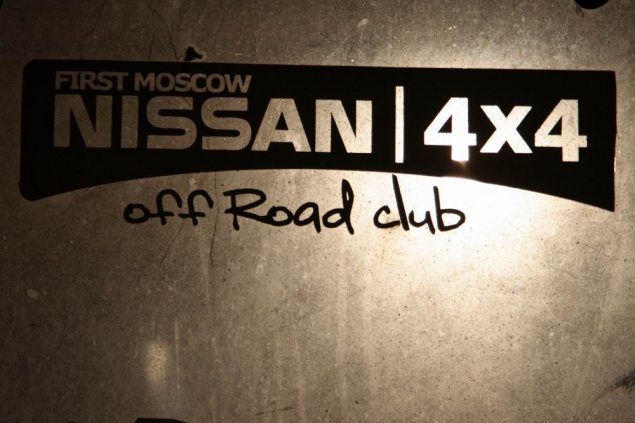 FIRST MOSCOW
NISSAN | 4x4
off Road club